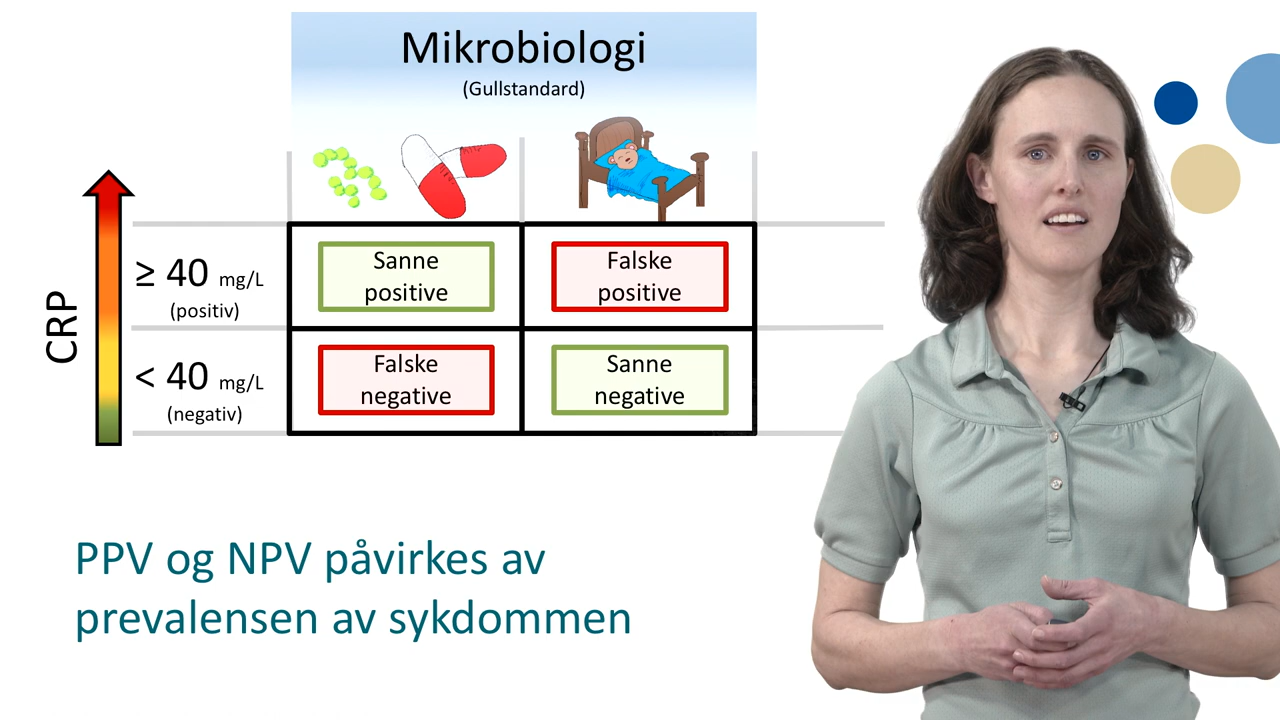 Mikrobiologi
(Gullstandard)
CRP
≥ 40 mg/L
(positiv)
Sanne
positive
Falske
positive
< 40 mg/L
(negativ)
Falske
negative
Sanne
negative
PPV og NPV påvirkes av
prevalensen av sykdommen